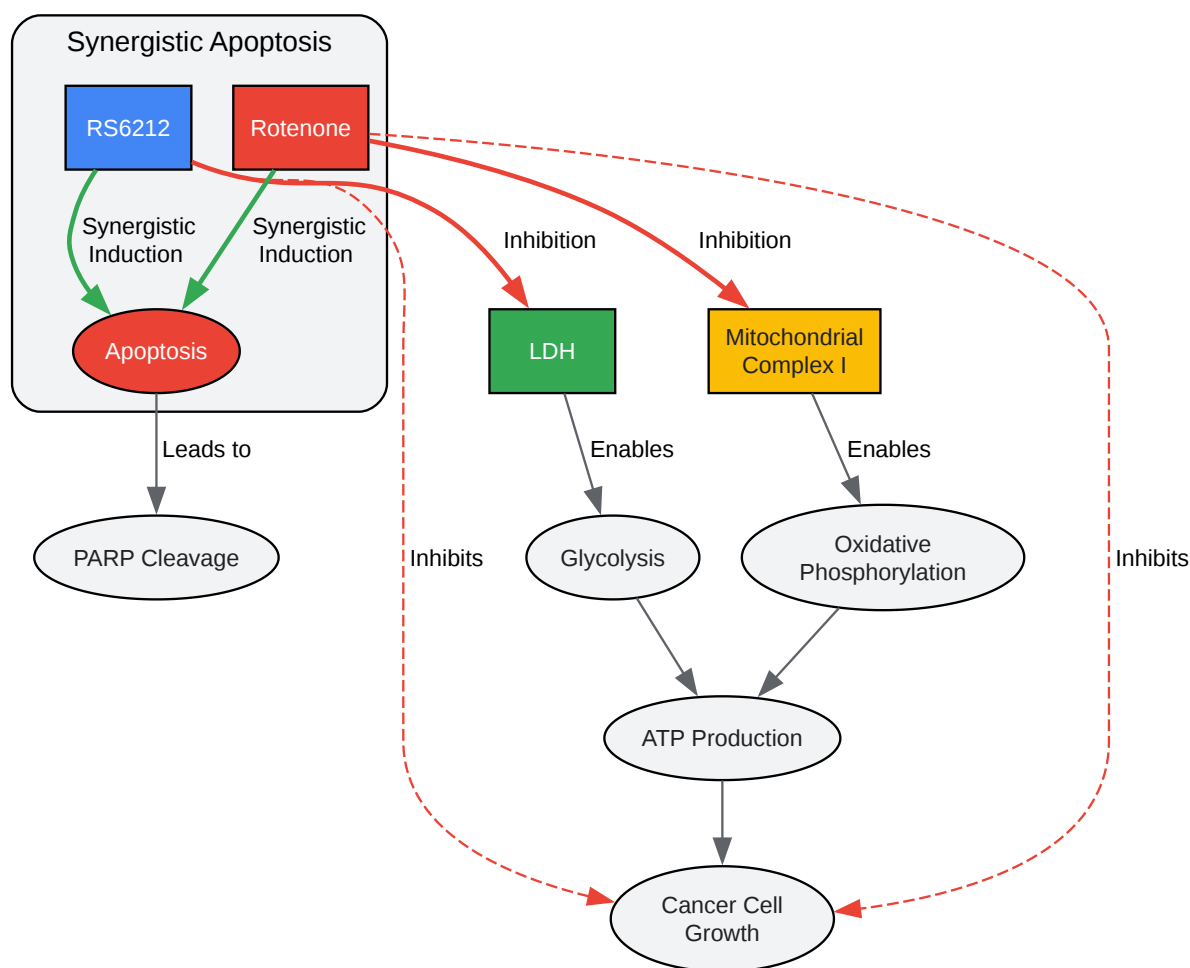 Synergistic Apoptosis
RS6212
Rotenone
Synergistic
Induction
Synergistic
Induction
Inhibition
Inhibition
Apoptosis
LDH
Mitochondrial
Complex I
Leads to
Enables
Enables
PARP Cleavage
Inhibits
Glycolysis
Oxidative
Phosphorylation
Inhibits
ATP Production
Cancer Cell
Growth